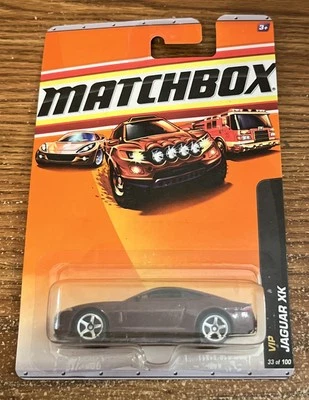 3+
MATCHBOX
VIP
JAGUAR XK
33 of 100